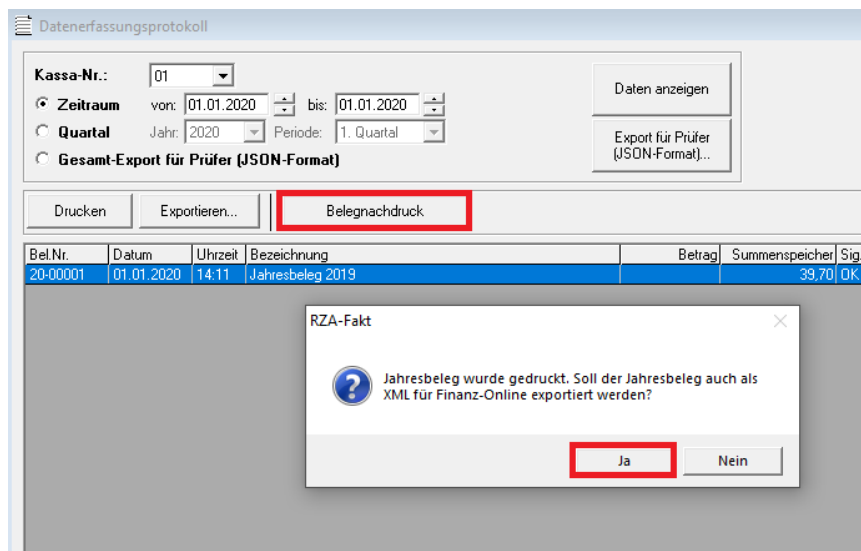 Datenerfassungsprotokoll
Kassa-Nr.: 01
Zeitraum von: 01.01.2020 bis: 01.01.2020
Daten anzeigen
Quartal Jahr: 2020 Periode: 1. Quartal
Export für Prüfer
(JSON-Format)...
Gesamt-Export für Prüfer (JSON-Format)
Drucken Exportieren... Belegnachdruck
Bel.Nr. Datum Uhrzeit Bezeichnung Betrag Summenspeicher Sig.
20-00001 01.01.2020 14:11 Jahresbeleg 2019 39,70 OK
RZA-Fakt
Jahresbeleg wurde gedruckt. Soll der Jahresbeleg auch als
XML für Finanz-Online exportiert werden?
Ja Nein